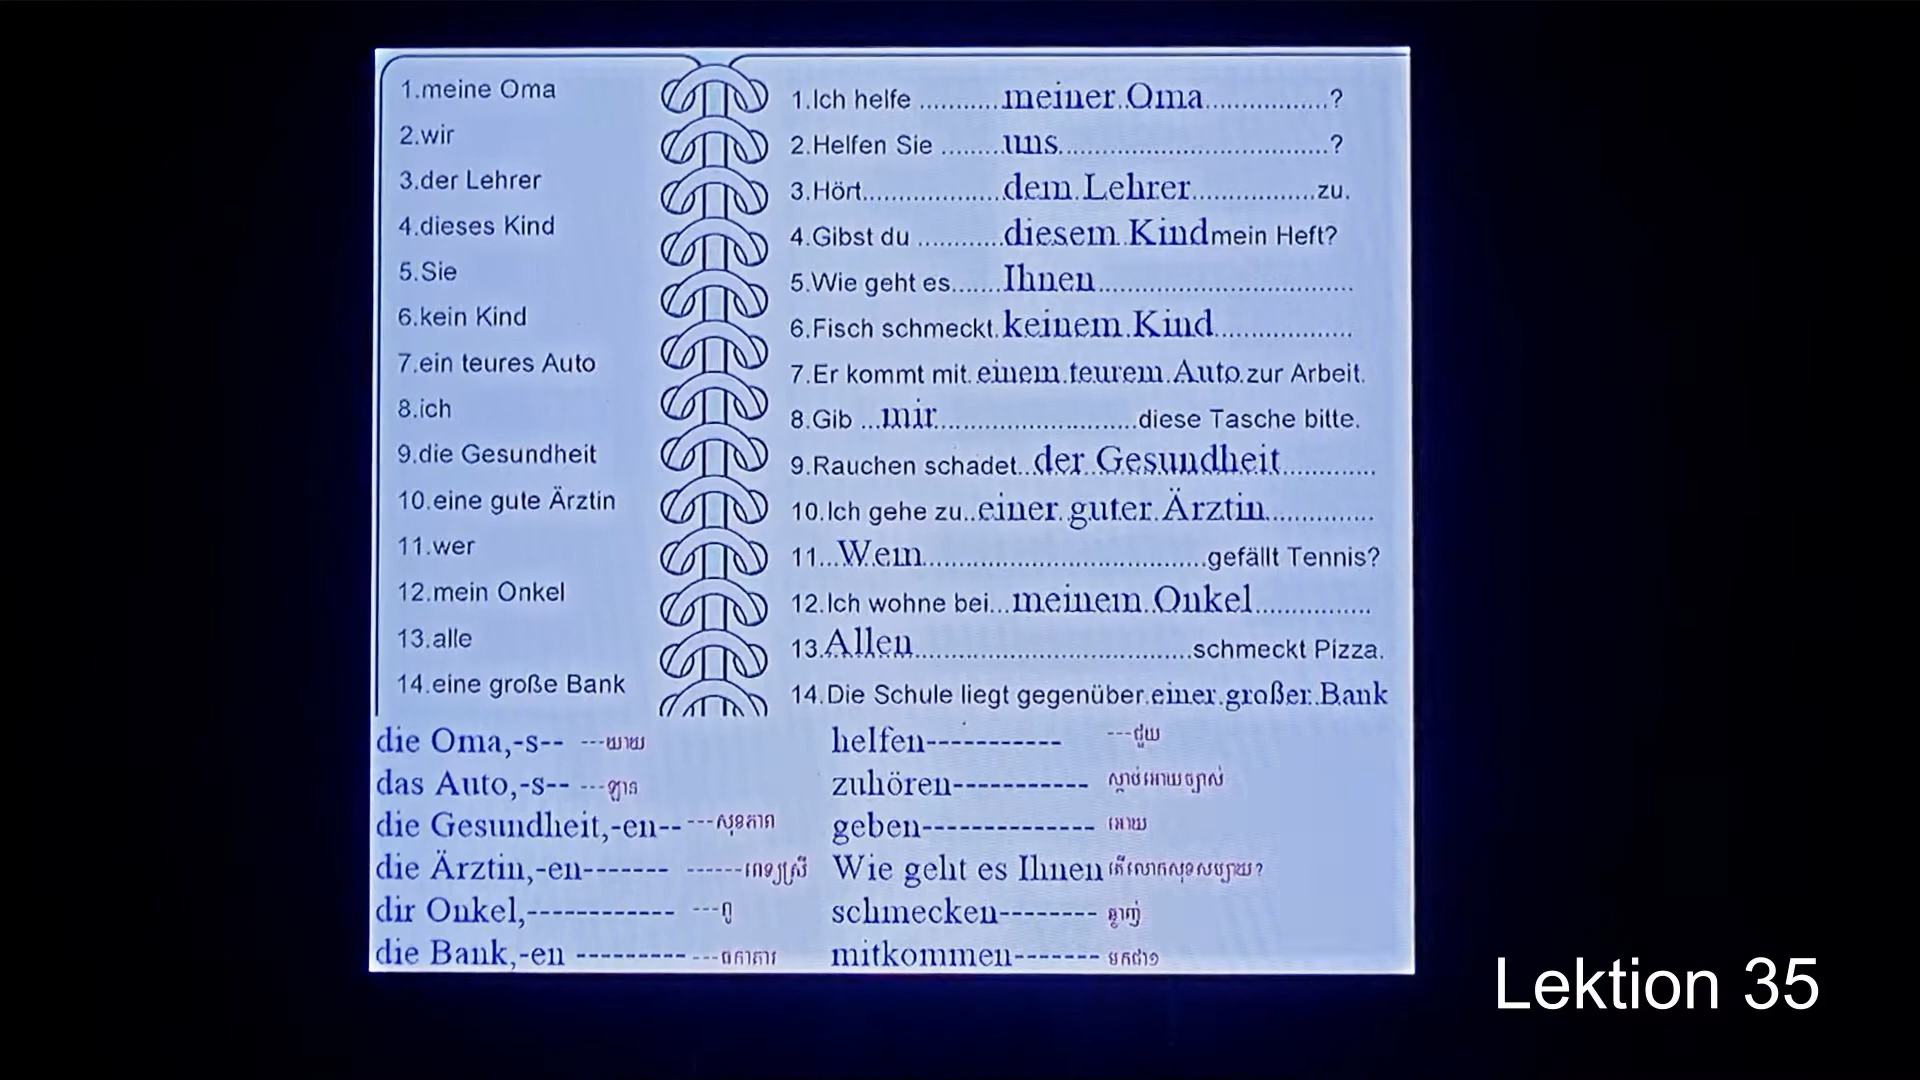 1.meine Oma
2.wir
3.der Lehrer
4.dieses Kind
5.Sie
6.kein Kind
7.ein teures Auto
8.ich
9.die Gesundheit
10.eine gute Ärztin
11.wer
12.mein Onkel
13.alle
14.eine große Bank
1.Ich helfe ...........meiner Oma.................?
2.Helfen Sie ........uns......................................?
3.Hört....................dem Lehrer.................zu.
4.Gibst du ............diesem Kind mein Heft?
5.Wie geht es.......Ihnen....................................
6.Fisch schmeckt.keinem Kind...................
7.Er kommt mit.einem teurem Auto.zur Arbeit.
8.Gib ...mir............................diese Tasche bitte.
9.Rauchen schadet..der Gesundheit.............
10.Ich gehe zu..einer guter Ärztin...............
11...Wem........................................gefällt Tennis?
12.Ich wohne bei...meinem Onkel................
13.Allen.......................................schmeckt Pizza.
14.Die Schule liegt gegenüber.einer großer Bank
die Oma,-s-- ---យាយ
das Auto,-s-- ---ឡាន
die Gesundheit,-en-- ---សុខភាព
die Ärztin,-en------- ------ពេទ្យស្រី
dir Onkel,------------ ---ពូ
die Bank,-en --------- ---ធនាគារ
helfen----------- ---ជួយ
zuhören----------- ស្តាប់អោយច្បាស់
geben-------------- អោយ
Wie geht es Ihnen តើលោកសុខសប្បាយ?
schmecken-------- ឆ្ងាញ់
mitkommen------- មកជា១
Lektion 35